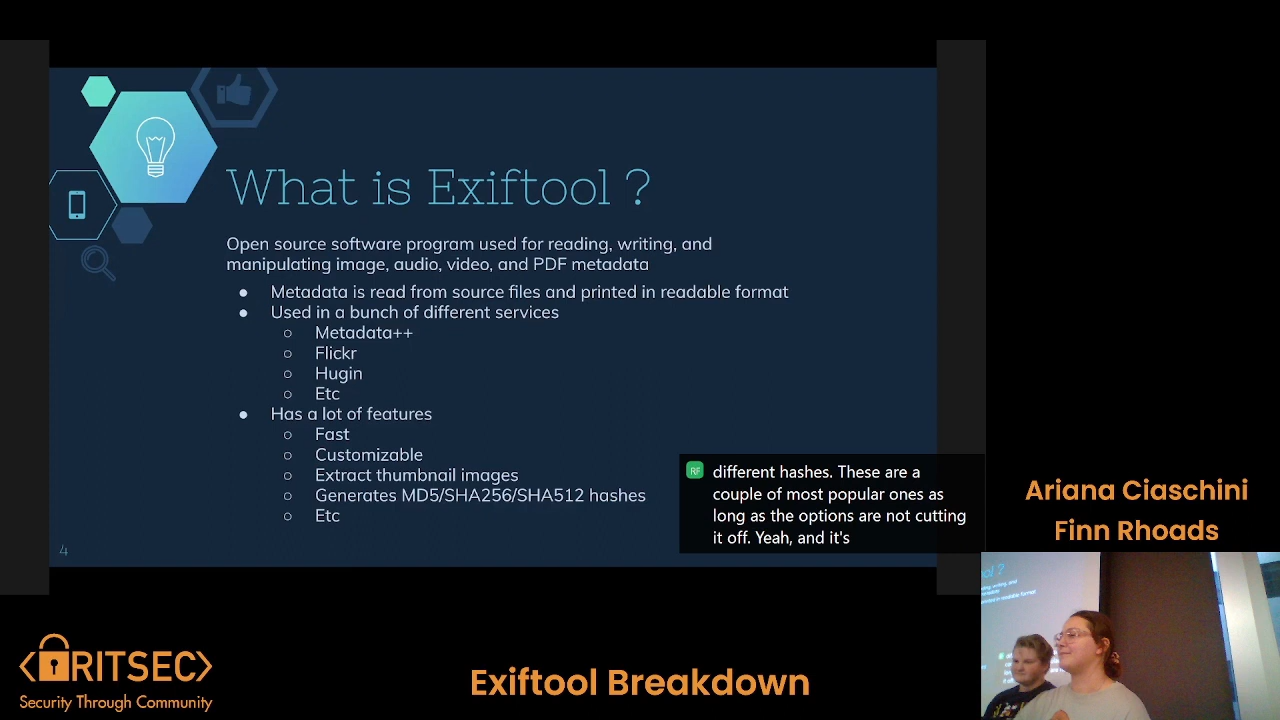 What is Exiftool ?
Open source software program used for reading, writing, and
manipulating image, audio, video, and PDF metadata
● Metadata is read from source files and printed in readable format
● Used in a bunch of different services
○ Metadata++
○ Flickr
○ Hugin
○ Etc
● Has a lot of features
○ Fast
○ Customizable
○ Extract thumbnail images
○ Generates MD5/SHA256/SHA512 hashes
○ Etc
4
RF
different hashes. These are a
couple of most popular ones as
long as the options are not cutting
it off. Yeah, and it's
Ariana Ciaschini
Finn Rhoads
<RITSEC>
Security Through Community
Exiftool Breakdown